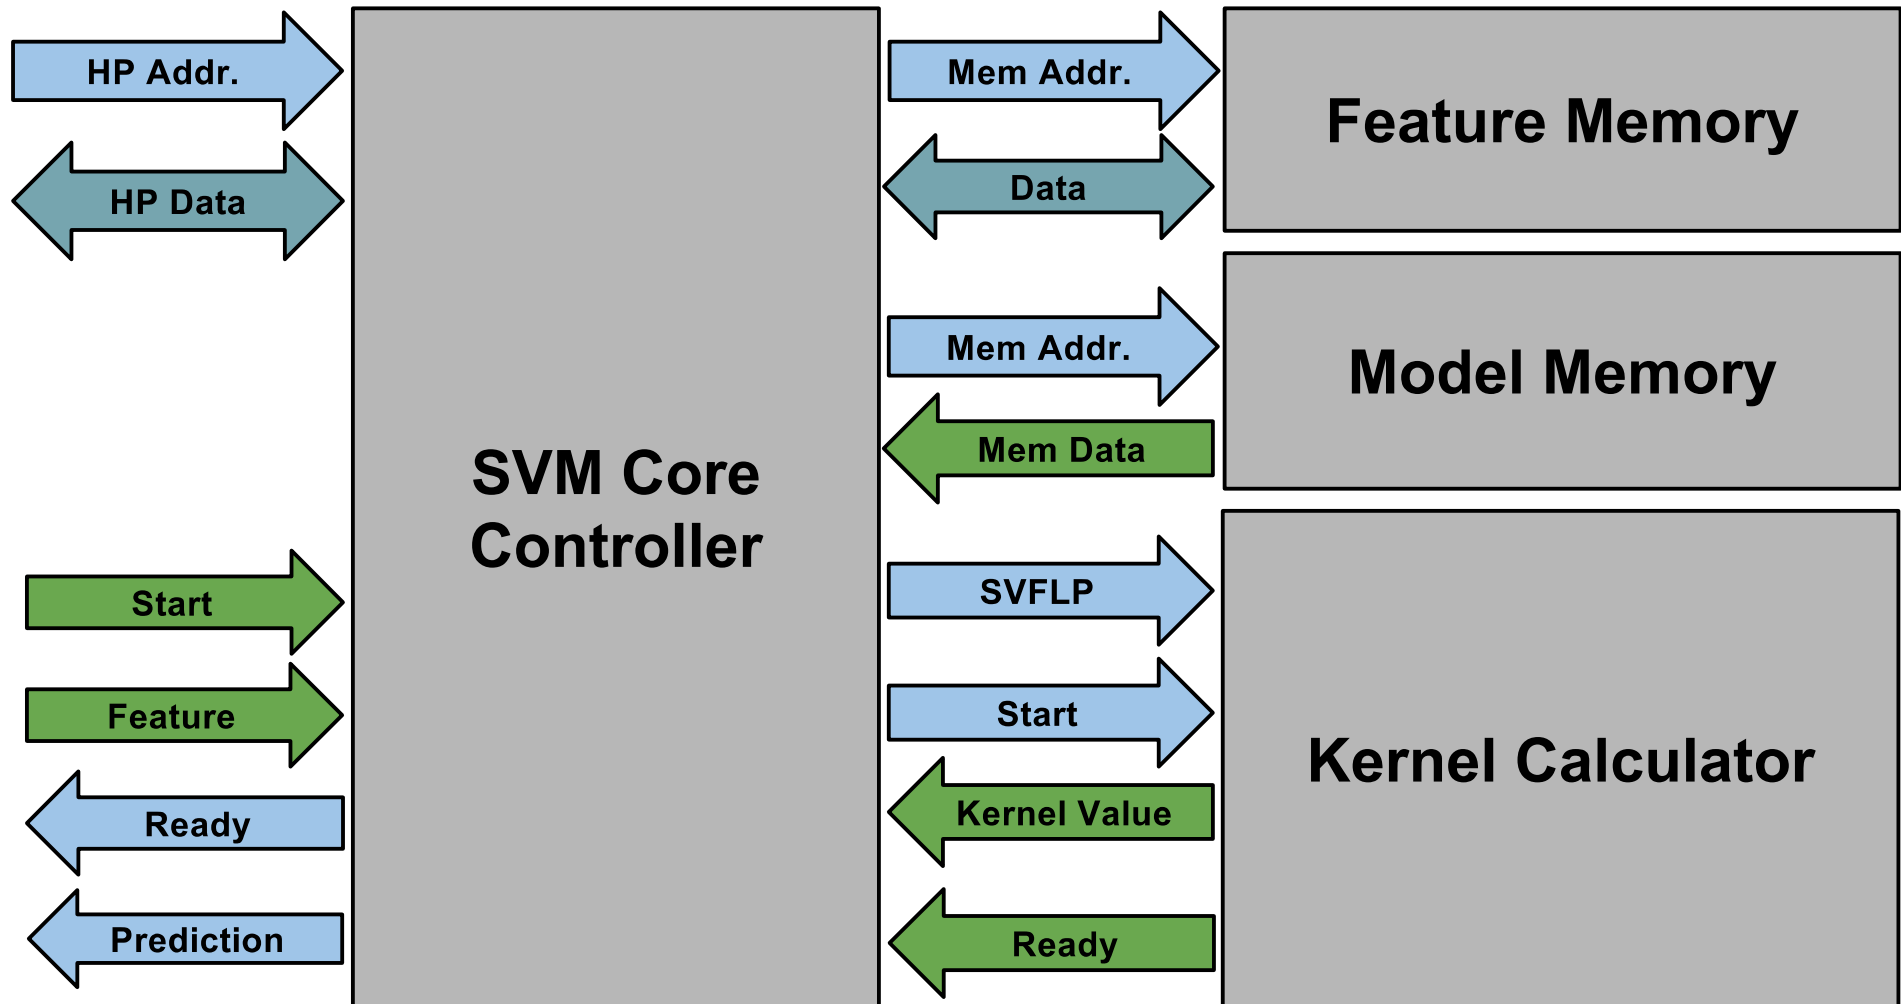 HP Addr.
HP Data
Start
Feature
Ready
Prediction
SVM Core
Controller
Mem Addr.
Data
Mem Addr.
Mem Data
SVFLP
Start
Kernel Value
Ready
Feature Memory
Model Memory
Kernel Calculator